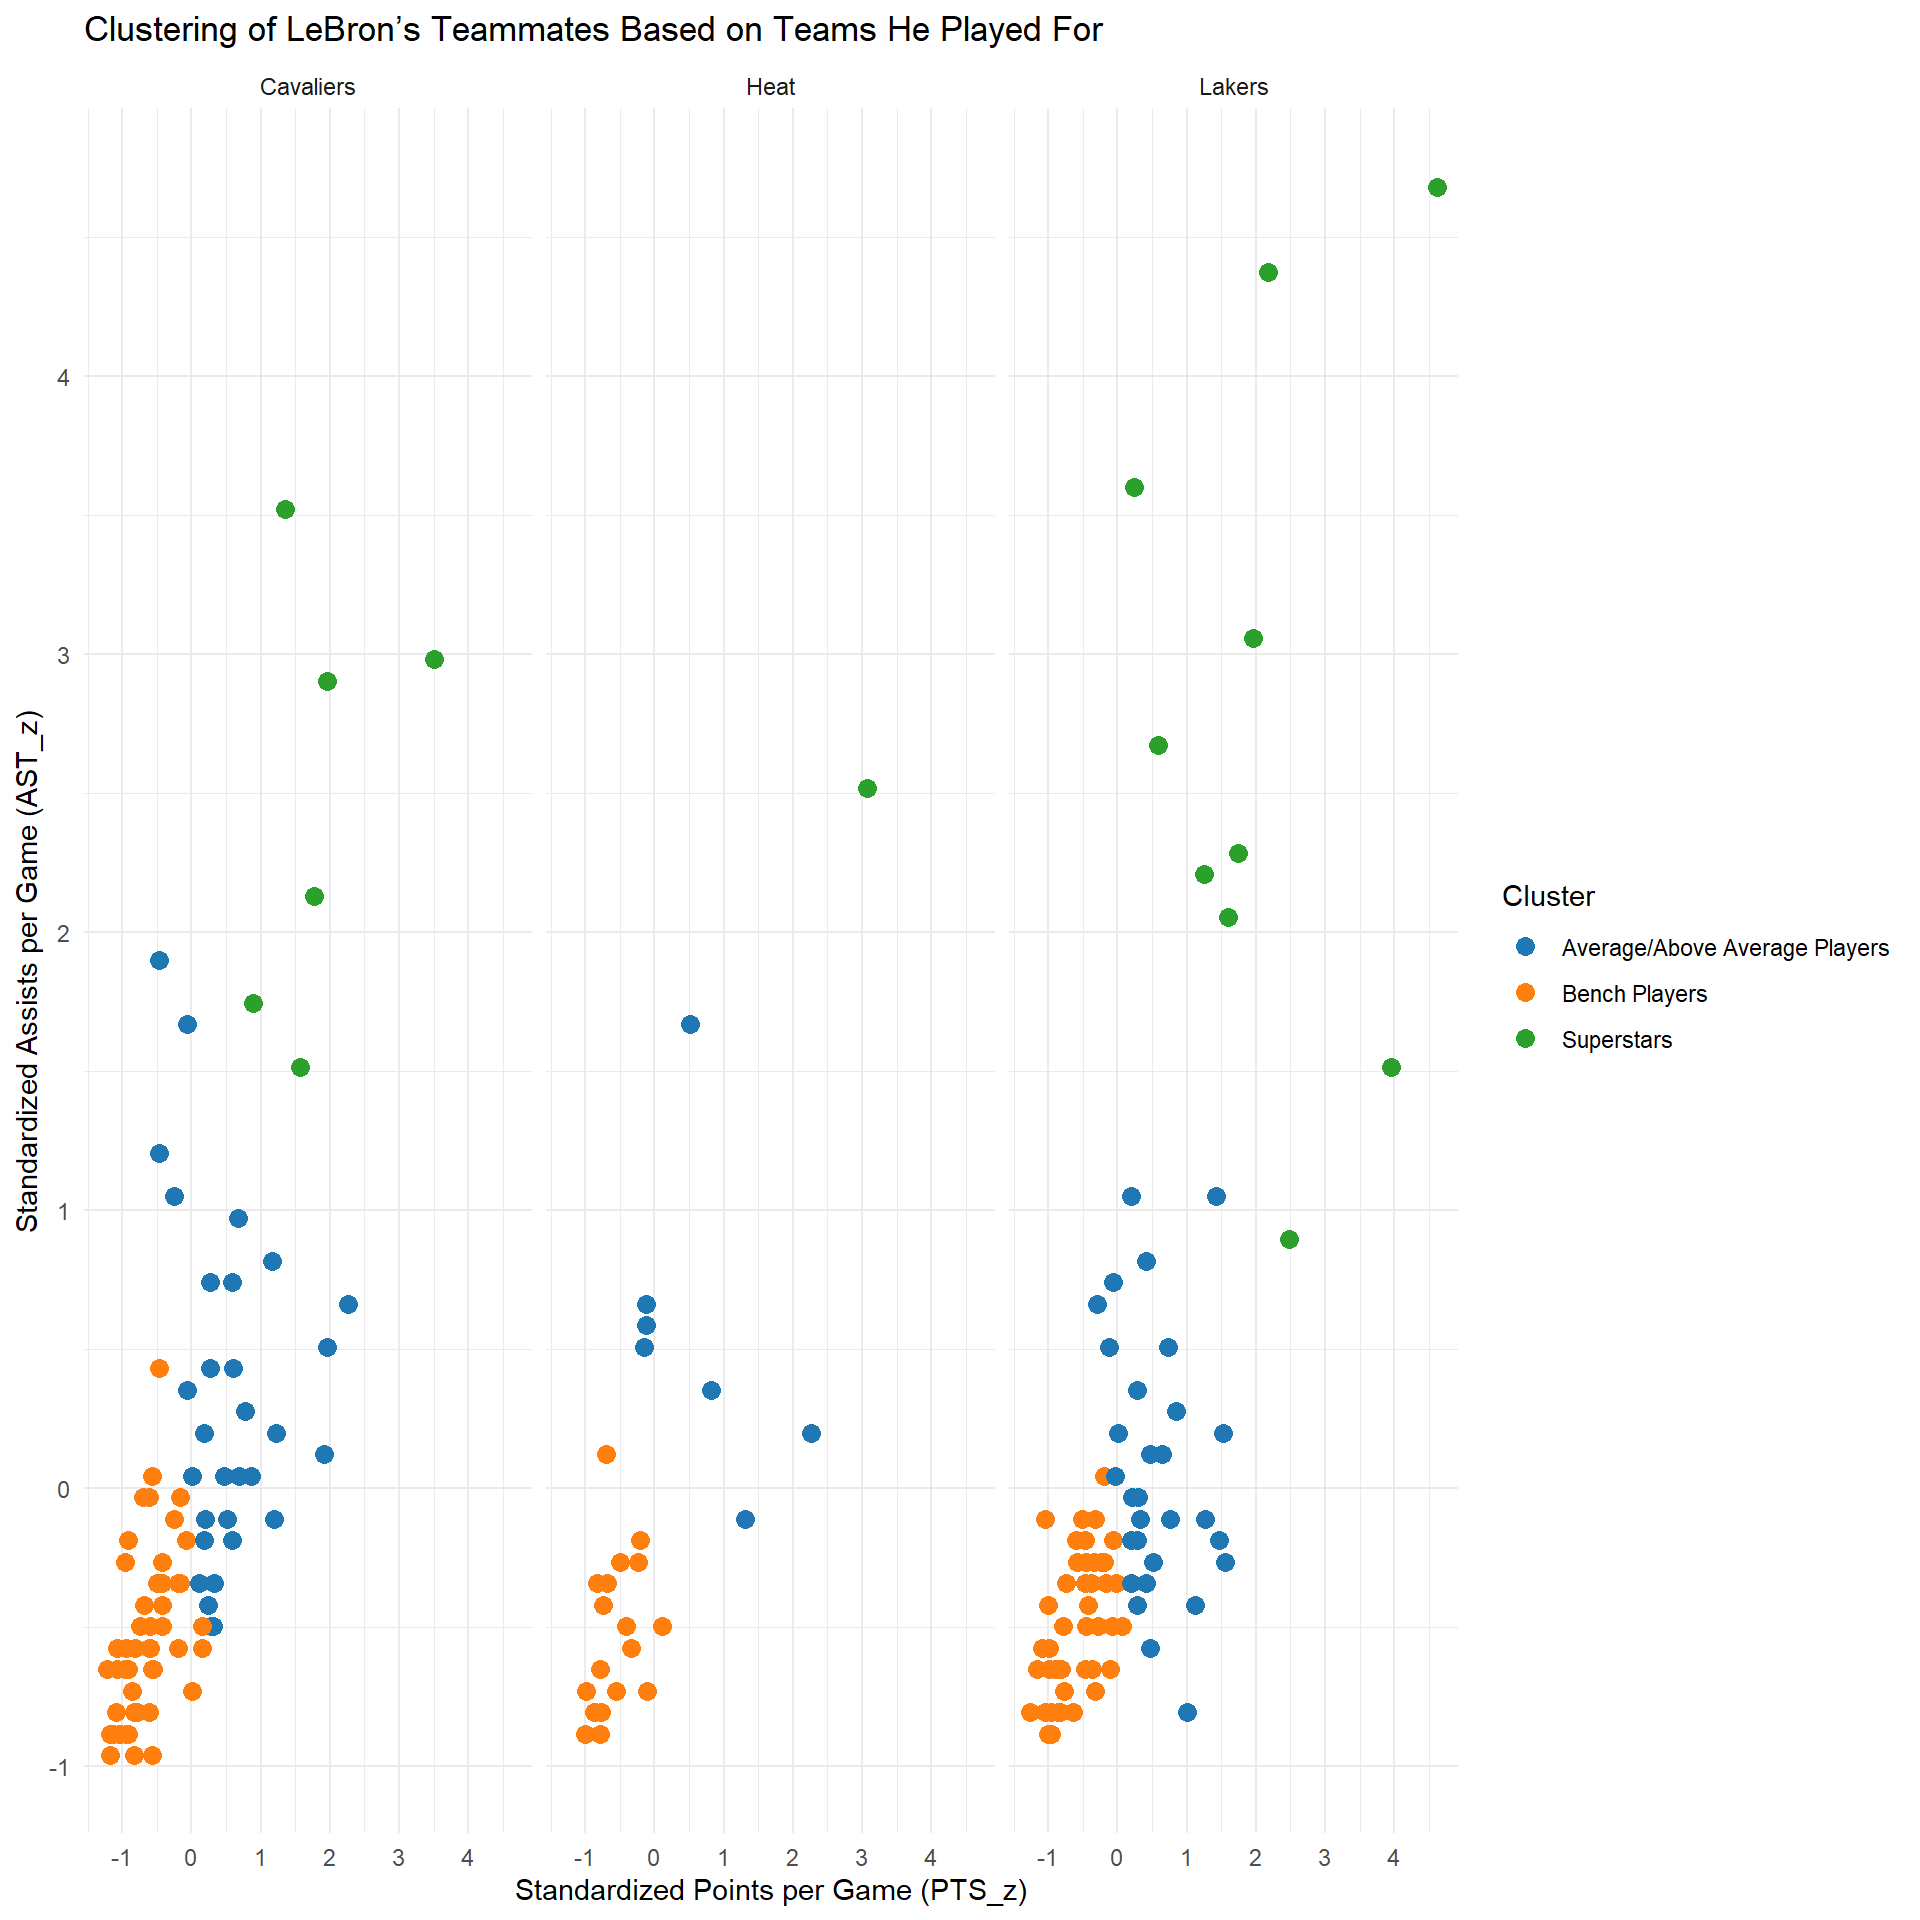 Clustering of LeBron’s Teammates Based on Teams He Played For
Cavaliers
Heat
Lakers
Standardized Assists per Game (AST_z)
4
3
2
1
0
-1
-1 0 1 2 3 4
-1 0 1 2 3 4
-1 0 1 2 3 4
Standardized Points per Game (PTS_z)
Cluster
Average/Above Average Players
Bench Players
Superstars